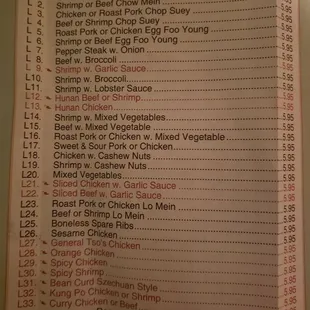 L 2. Shrimp or Beef Chow Mein 5.95
L 3. Chicken or Roast Pork Chop Suey 5.95
L 4. Beef or Shrimp Chop Suey 5.95
L 5. Roast Pork or Chicken Egg Foo Young 5.95
L 6. Shrimp or Beef Egg Foo Young 5.95
L 7. Pepper Steak w. Onion 5.95
L 8. Beef w. Broccoli 5.95
L 9. Shrimp w. Garlic Sauce 5.95
L10. Shrimp w. Broccoli 5.95
L11. Shrimp w. Lobster Sauce 5.95
L12. Hunan Beef or Shrimp 5.95
L13. Hunan Chicken 5.95
L14. Shrimp w. Mixed Vegetables 5.95
L15. Beef w. Mixed Vegetable 5.95
L16. Roast Pork or Chicken w. Mixed Vegetable 5.95
L17. Sweet & Sour Pork or Chicken 5.95
L18. Chicken w. Cashew Nuts 5.95
L19. Shrimp w. Cashew Nuts 5.95
L20. Mixed Vegetables 5.95
L21. Sliced Chicken w. Garlic Sauce 5.95
L22. Sliced Beef w. Garlic Sauce 5.95
L23. Roast Pork or Chicken Lo Mein 5.95
L24. Beef or Shrimp Lo Mein 5.95
L25. Boneless Spare Ribs 5.95
L26. Sesame Chicken 5.95
L27. General Tso's Chicken 5.95
L28. Orange Chicken 5.95
L29. Spicy Chicken 5.95
L30. Spicy Shrimp 5.95
L31. Bean Curd Szechuan Style 5.95
L32. Kung Po Chicken or Shrimp 5.95
L33. Curry Chicken or Beef 5.95